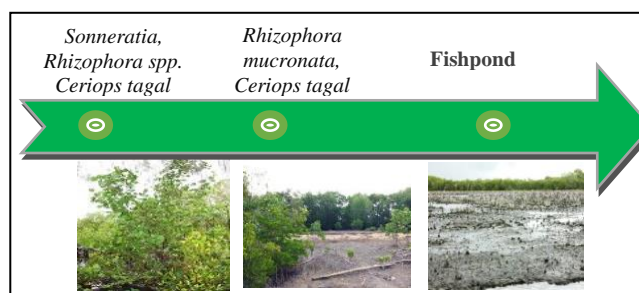 Sonneratia,
Rhizophora spp.
Ceriops tagal
Rhizophora
mucronata,
Ceriops tagal
Fishpond